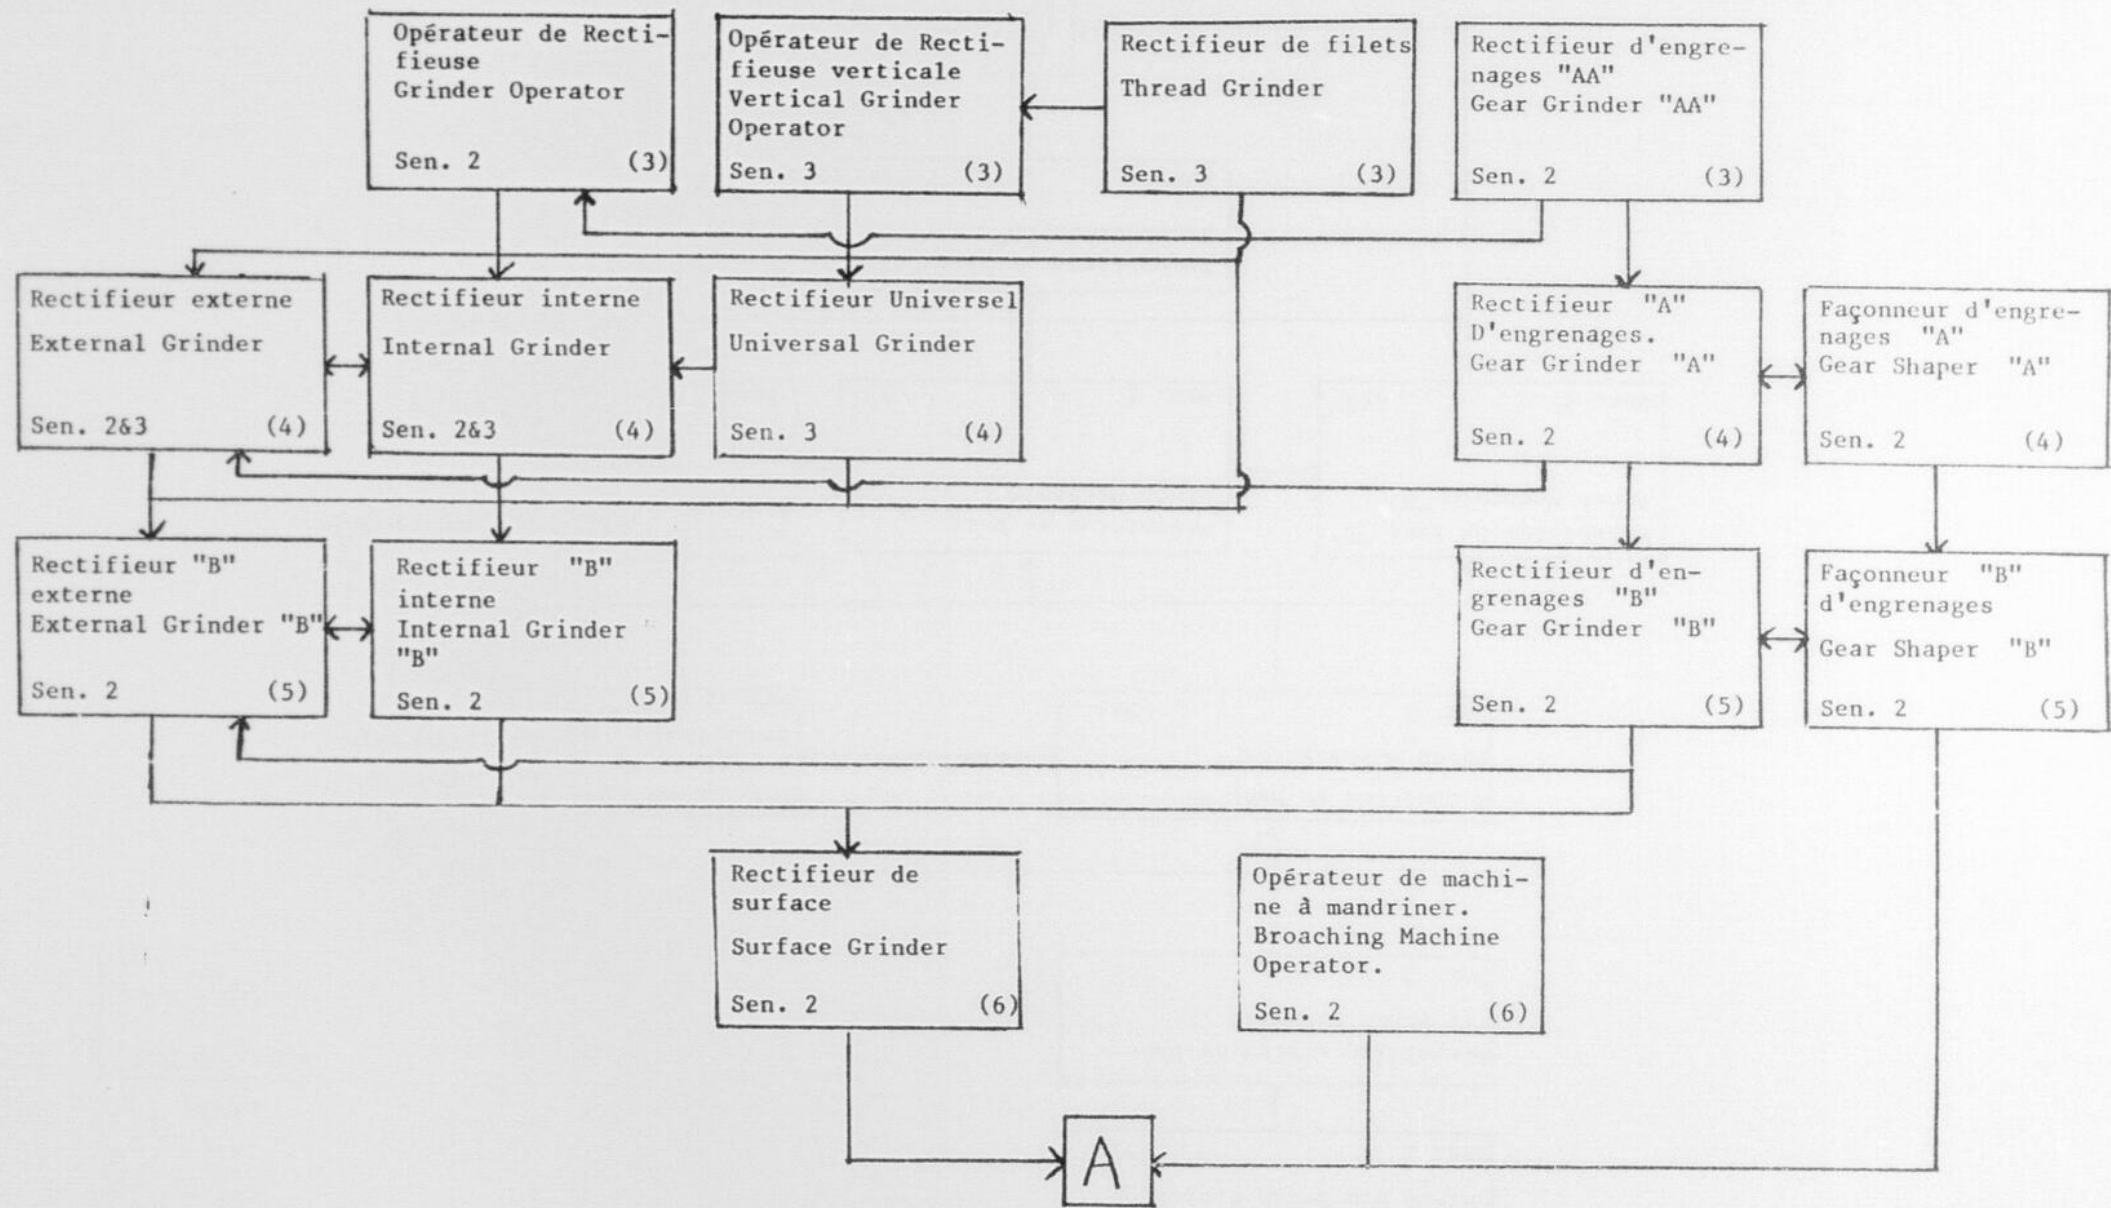 Opérateur de Recti-
fieuse
Grinder Operator
Sen. 2 (3)
Opérateur de Recti-
fieuse verticale
Vertical Grinder
Operator
Sen. 3 (3)
Rectifieur de filets
Thread Grinder
Sen. 3 (3)
Rectifieur d'engre-
nages "AA"
Gear Grinder "AA"
Sen. 2 (3)
Rectifieur externe
External Grinder
Sen. 2&3 (4)
Rectifieur interne
Internal Grinder
Sen. 2&3 (4)
Rectifieur Universel
Universal Grinder
Sen. 3 (4)
Rectifieur "A"
D'engrenages.
Gear Grinder "A"
Sen. 2 (4)
Façonneur d'engre-
nages "A"
Gear Shaper "A"
Sen. 2 (4)
Rectifieur "B"
externe
External Grinder "B"
Sen. 2 (5)
Rectifieur "B"
interne
Internal Grinder
"B"
Sen. 2 (5)
Rectifieur d'en-
grenages "B"
Gear Grinder "B"
Sen. 2 (5)
Façonneur "B"
d'engrenages
Gear Shaper "B"
Sen. 2 (5)
Rectifieur de
surface
Surface Grinder
Sen. 2 (6)
Opérateur de machi-
ne à mandriner.
Broaching Machine
Operator.
Sen. 2 (6)
A